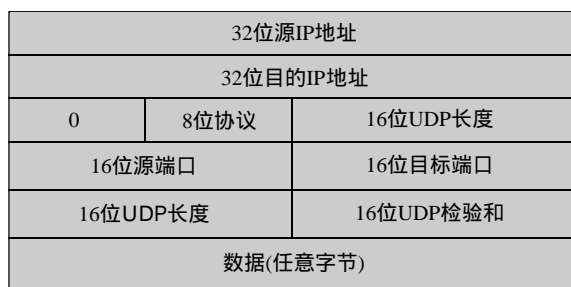 32位源IP地址
32位目的IP地址
0 8位协议 16位UDP长度
16位源端口 16位目标端口
16位UDP长度 16位UDP检验和
数据(任意字节)